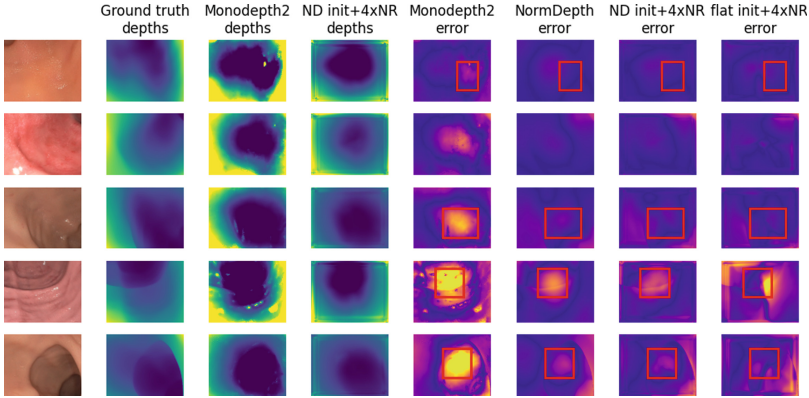 Ground truth depths
Monodepth2 depths
ND init+4xNR depths
Monodepth2 error
NormDepth error
ND init+4xNR error
flat init+4xNR error